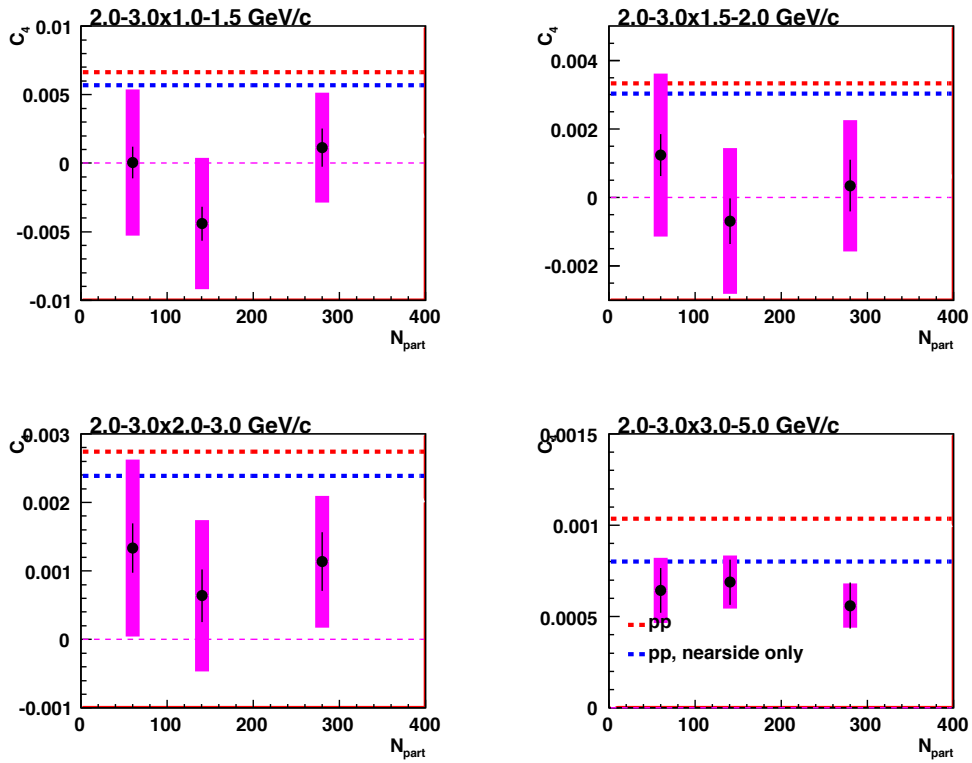 2.0-3.0x1.0-1.5 GeV/c
C4
0.01
0.005
0
-0.005
-0.01
0 100 200 300 400
Npart
2.0-3.0x1.5-2.0 GeV/c
C4
0.004
0.002
0
-0.002
0 100 200 300 400
Npart
2.0-3.0x2.0-3.0 GeV/c
0.003
0.002
0.001
0
-0.001
0 100 200 300 400
Npart
2.0-3.0x3.0-5.0 GeV/c
0.0015
0.001
0.0005
0
pp
pp, nearside only
0 100 200 300 400
Npart